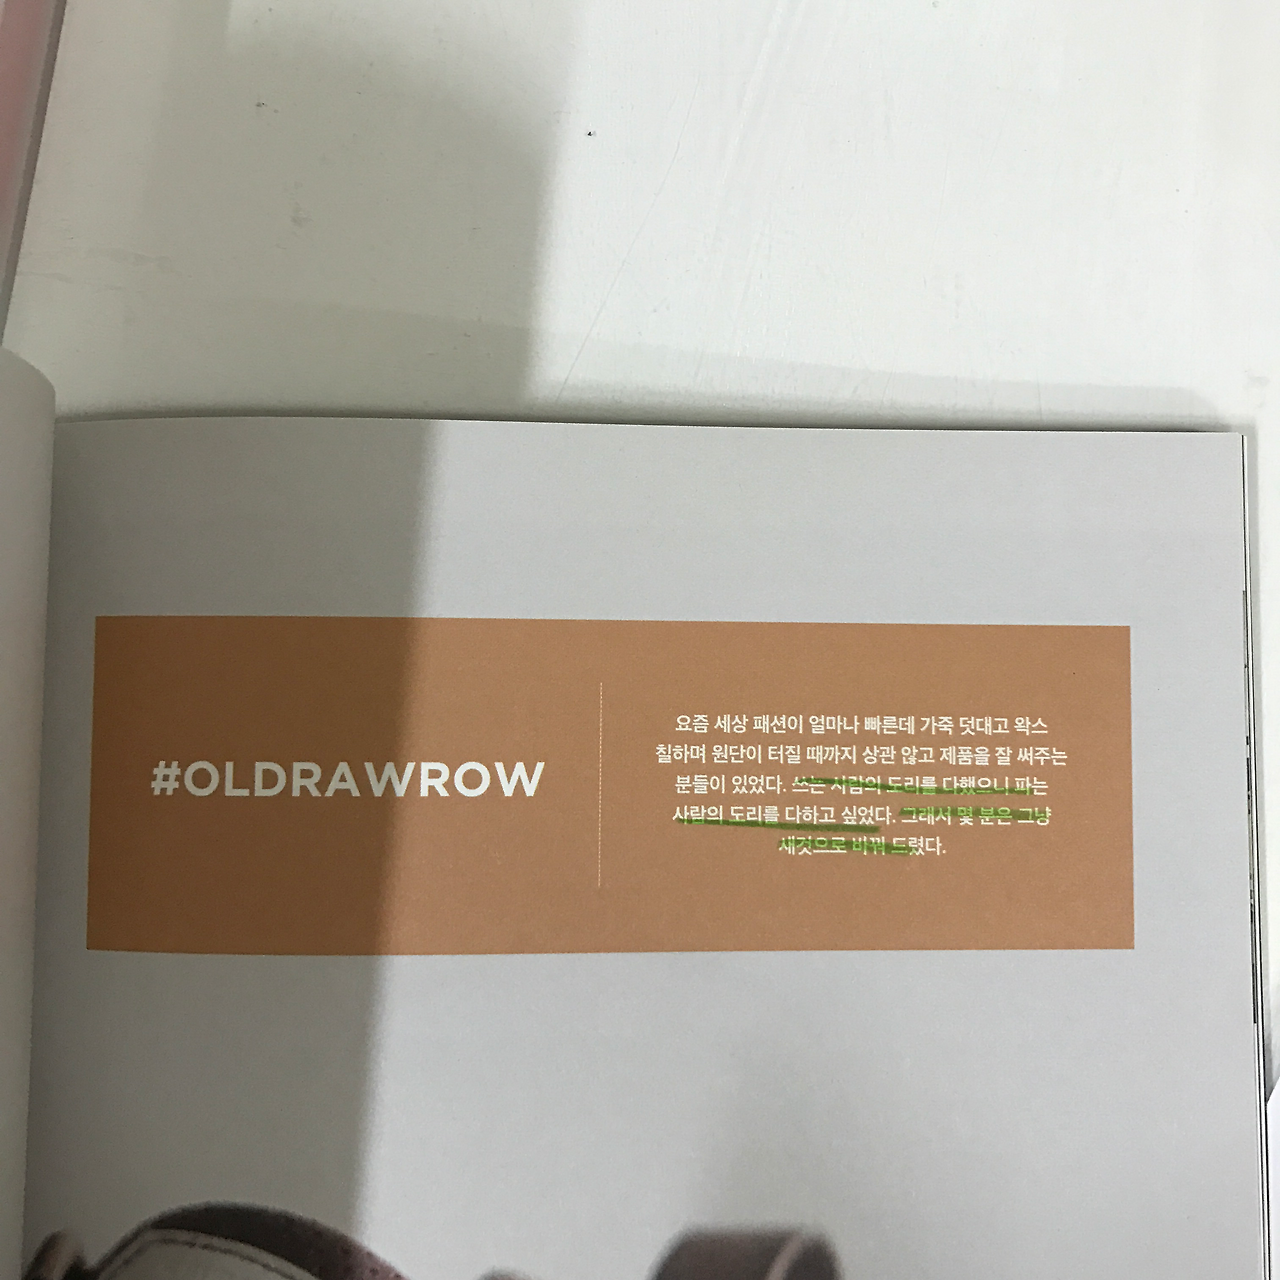 #OLDRAWROW
요즘 세상 패션이 얼마나 빠른데 가죽 덧대고 왁스
칠하며 원단이 터질 때까지 상관 않고 제품을 잘 써주는
분들이 있었다. 쓰는 사람의 도리를 다했으니 파는
사람의 도리를 다하고 싶었다. 그래서 몇 분은 그냥
새것으로 바꿔 드렸다.